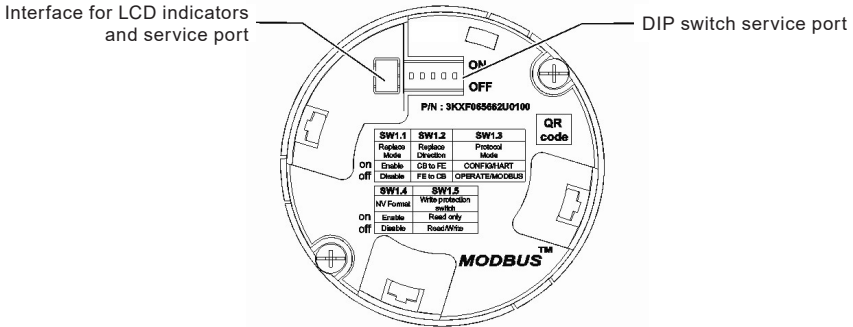 Interface for LCD indicators
and service port
DIP switch service port
ON
OFF
P/N : 3KXF065662U0100
QR
code
SW1.1 SW1.2 SW1.3
Replace Mode Replace Direction Protocol Mode
on Enable CB to FE CONFIG/HART
off Disable FE to CB OPERATE/MODBUS
SW1.4 SW1.5
NV Format Write protection switch
on Enable Read only
off Disable Read/Write
MODBUS™